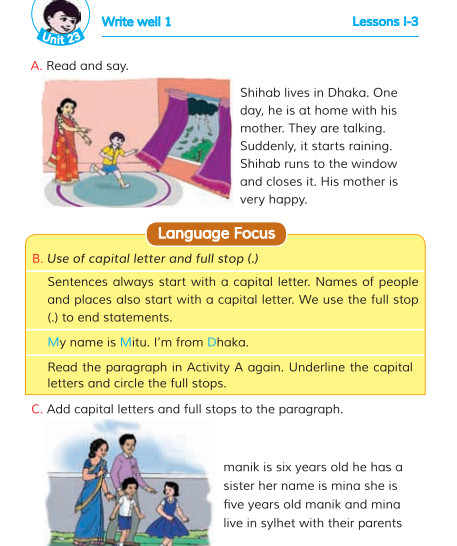 Unit 23
Write well 1
Lessons 1-3
A. Read and say.
Shihab lives in Dhaka. One
day, he is at home with his
mother. They are talking.
Suddenly, it starts raining.
Shihab runs to the window
and closes it. His mother is
very happy.
Language Focus
B. Use of capital letter and full stop (.)
Sentences always start with a capital letter. Names of people
and places also start with a capital letter. We use the full stop
(.) to end statements.
My name is Mitu. I’m from Dhaka.
Read the paragraph in Activity A again. Underline the capital
letters and circle the full stops.
C. Add capital letters and full stops to the paragraph.
manik is six years old he has a
sister her name is mina she is
five years old manik and mina
live in sylhet with their parents